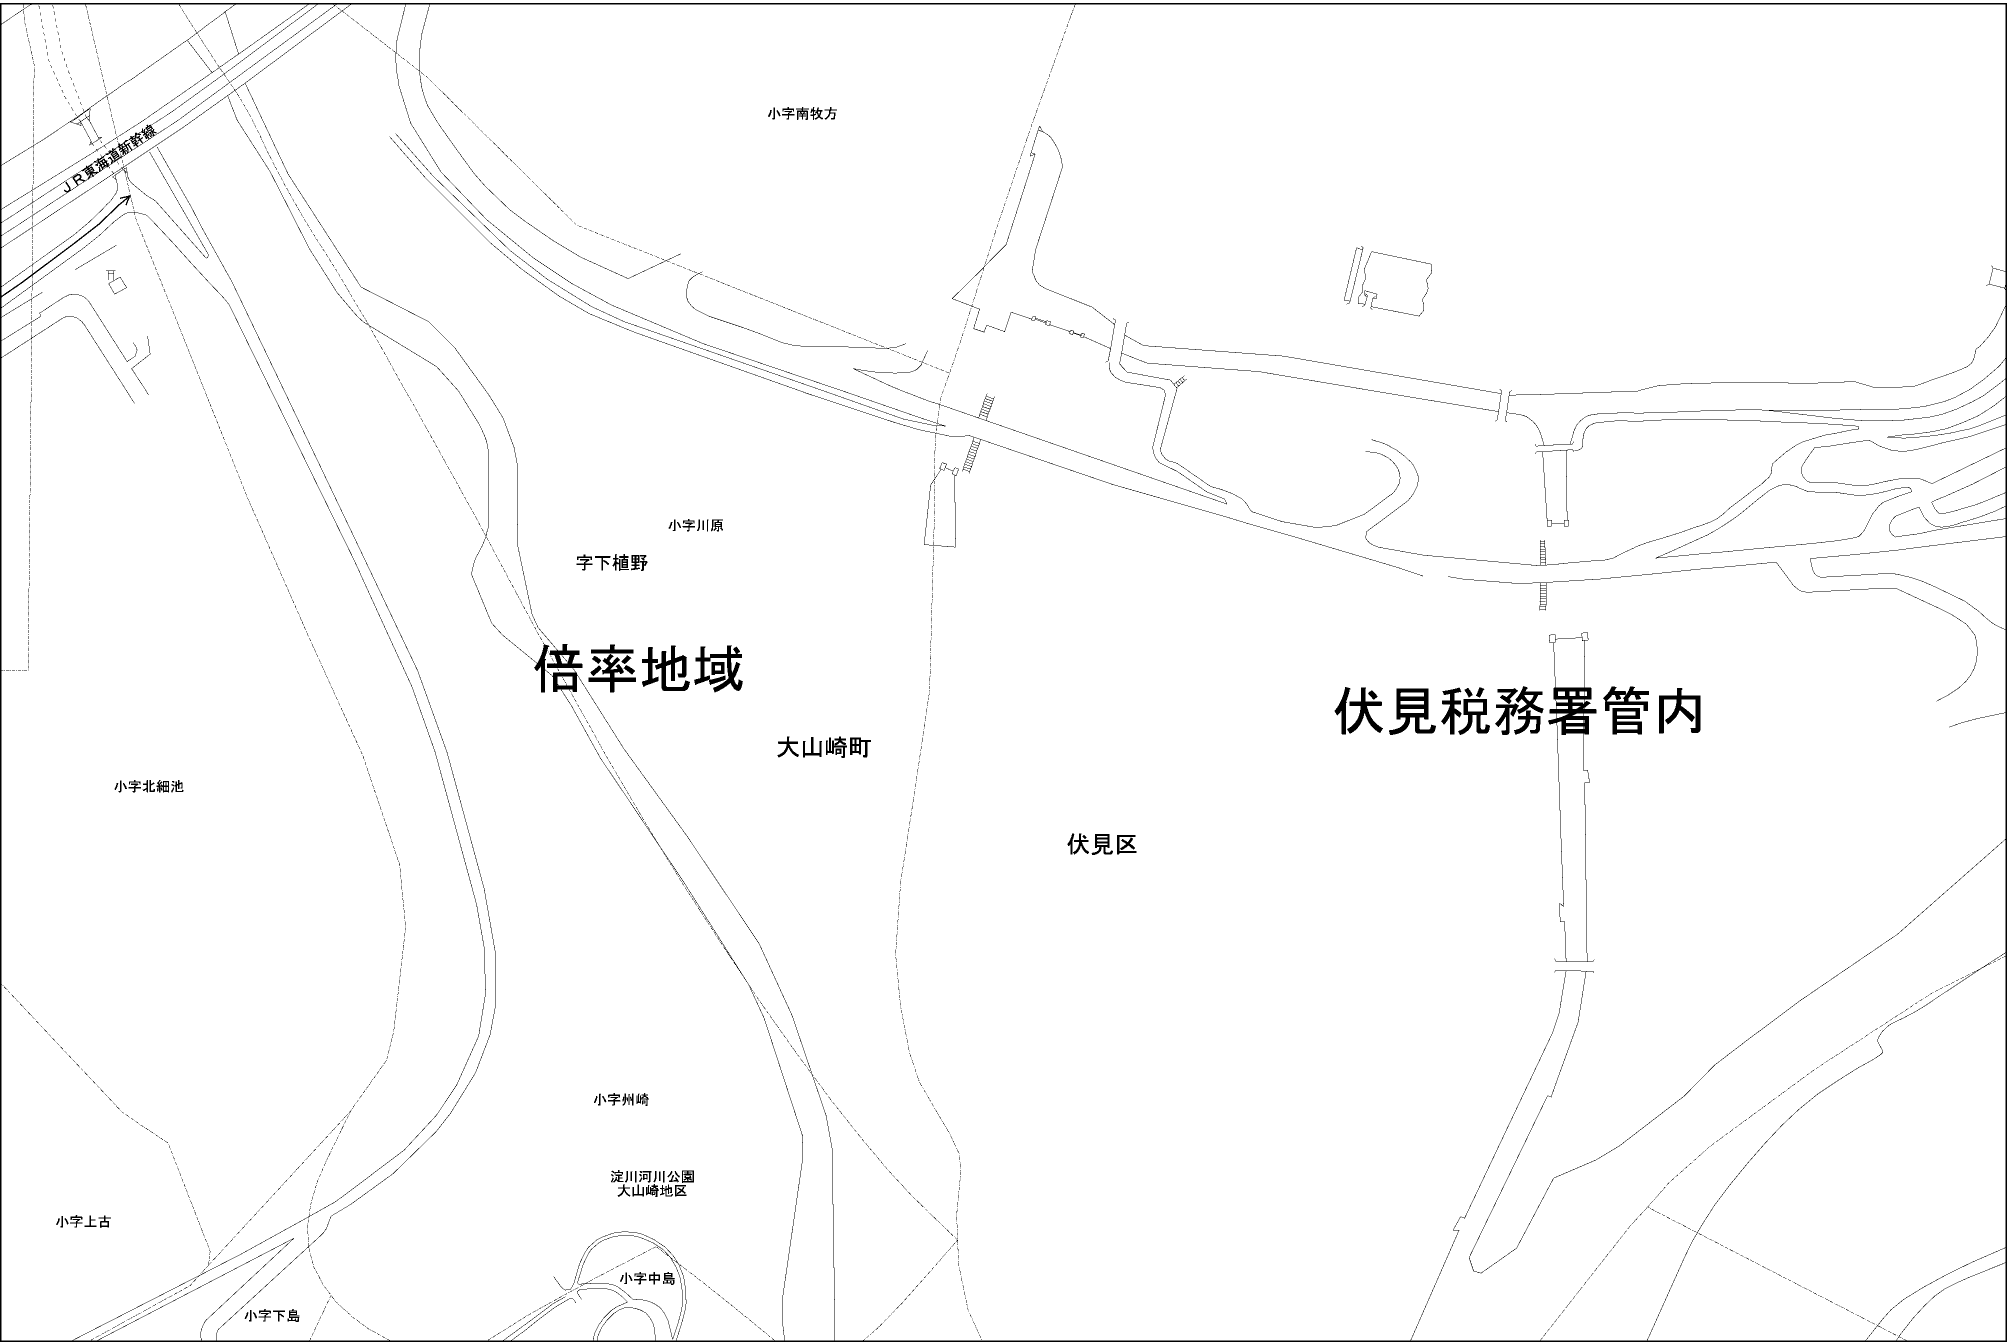 小字南牧方
JR東海道新幹線
小字川原
字下植野
倍率地域
伏見税務署管内
大山崎町
小字北細池
伏見区
小字州崎
淀川河川公園
大山崎地区
小字上古
小字中島
小字下島